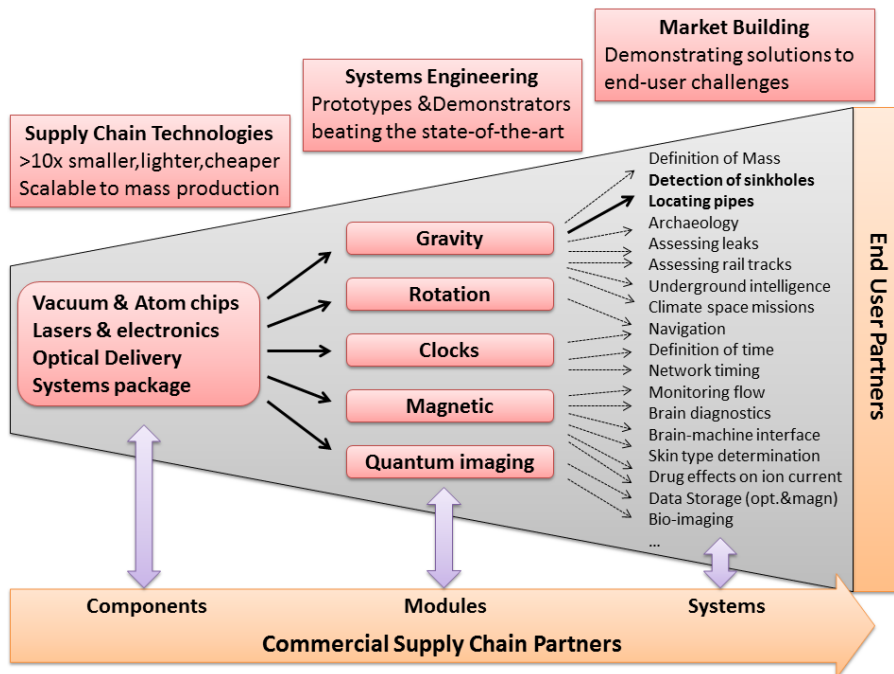 Market Building
Demonstrating solutions to
end-user challenges
Systems Engineering
Prototypes &Demonstrators
beating the state-of-the-art
Supply Chain Technologies
>10x smaller,lighter,cheaper
Scalable to mass production
Vacuum & Atom chips
Lasers & electronics
Optical Delivery
Systems package
Gravity
Rotation
Clocks
Magnetic
Quantum imaging
Definition of Mass
Detection of sinkholes
Locating pipes
Archaeology
Assessing leaks
Assessing rail tracks
Underground intelligence
Climate space missions
Navigation
Definition of time
Network timing
Monitoring flow
Brain diagnostics
Brain-machine interface
Skin type determination
Drug effects on ion current
Data Storage (opt.&magn)
Bio-imaging
...
End User Partners
Components
Modules
Systems
Commercial Supply Chain Partners